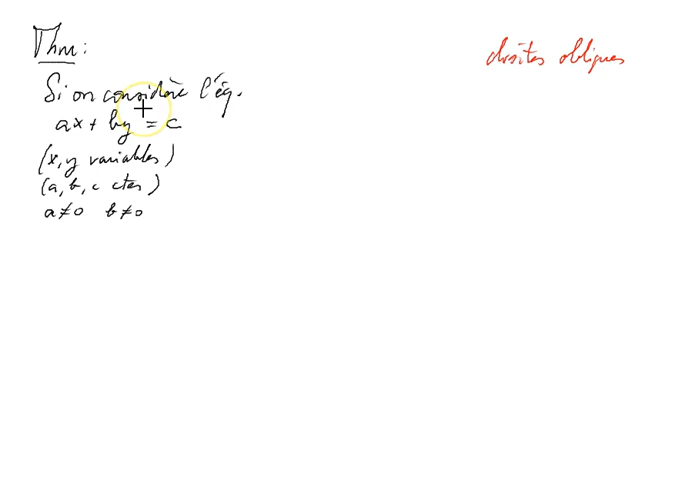 Thm:
droites obliques
Si on considère l'éq.
ax + by = c
(x, y variables)
(a, b, c ctes)
a≠0 b≠0